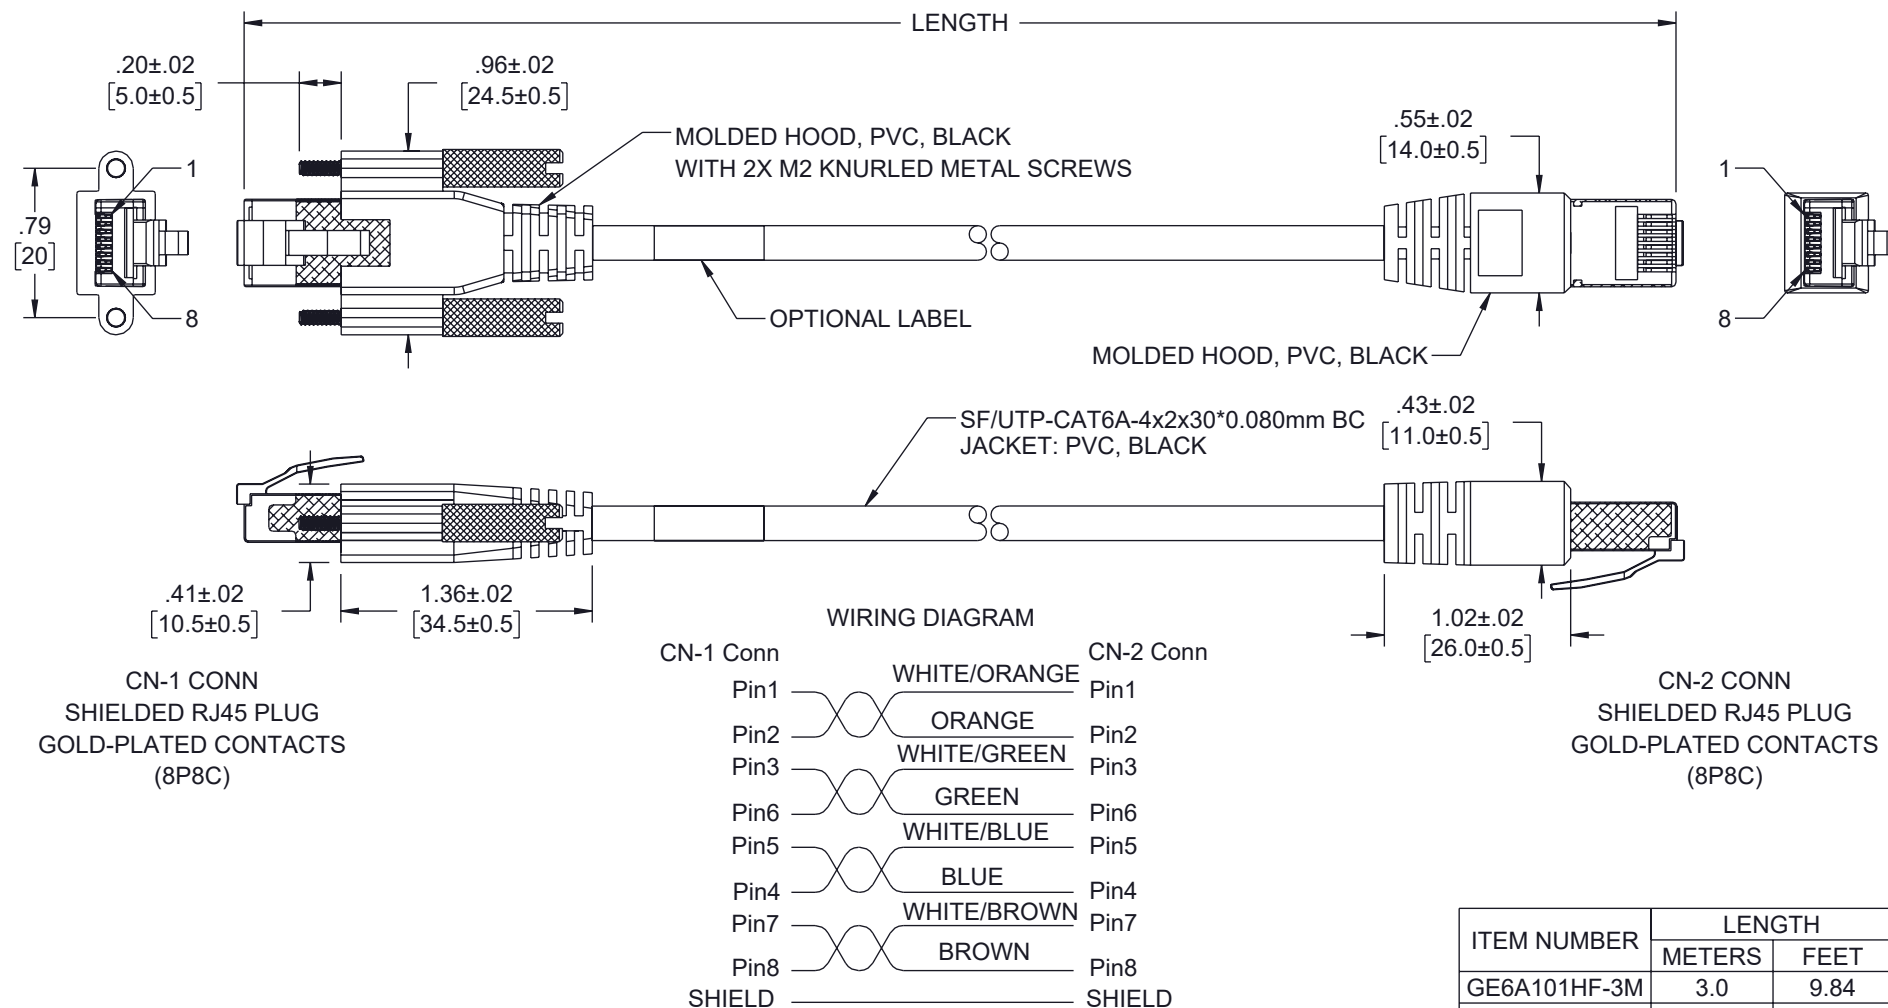 LENGTH
.20±.02
[5.0±0.5]
.96±.02
[24.5±0.5]
MOLDED HOOD, PVC, BLACK
WITH 2X M2 KNURLED METAL SCREWS
.55±.02
[14.0±0.5]
1
1
.79
[20]
8
OPTIONAL LABEL
8
MOLDED HOOD, PVC, BLACK
SF/UTP-CAT6A-4x2x30*0.080mm BC
JACKET: PVC, BLACK
.43±.02
[11.0±0.5]
.41±.02
[10.5±0.5]
1.36±.02
[34.5±0.5]
1.02±.02
[26.0±0.5]
CN-1 CONN
SHIELDED RJ45 PLUG
GOLD-PLATED CONTACTS
(8P8C)
WIRING DIAGRAM
CN-1 Conn CN-2 Conn
Pin1 WHITE/ORANGE Pin1
Pin2 ORANGE Pin2
Pin3 WHITE/GREEN Pin3
Pin6 GREEN Pin6
Pin5 WHITE/BLUE Pin5
Pin4 BLUE Pin4
Pin7 WHITE/BROWN Pin7
Pin8 BROWN Pin8
SHIELD SHIELD
CN-2 CONN
SHIELDED RJ45 PLUG
GOLD-PLATED CONTACTS
(8P8C)
ITEM NUMBER LENGTH
METERS FEET
GE6A101HF-3M 3.0 9.84